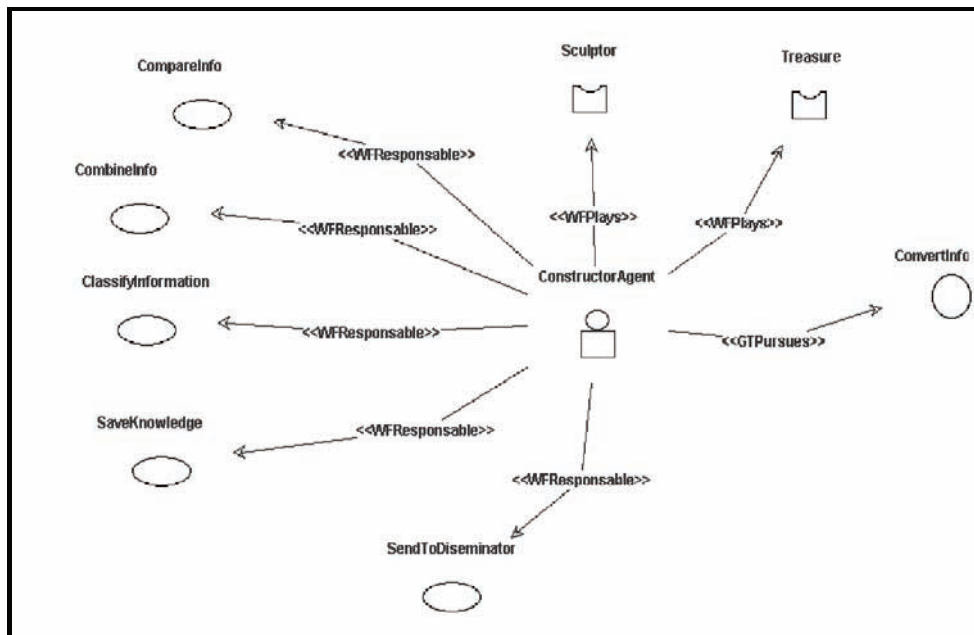 Sculptor
Treasure
CompareInfo
<<WFResponsable>>
CombineInfo
<<WFPlays>>
<<WFPlays>>
<<WFResponsable>>
ConvertInfo
ConstructorAgent
ClassifyInformation
<<WFResponsable>>
<<GTPursues>>
SaveKnowledge
<<WFResponsable>>
<<WFResponsable>>
SendToDiseminator